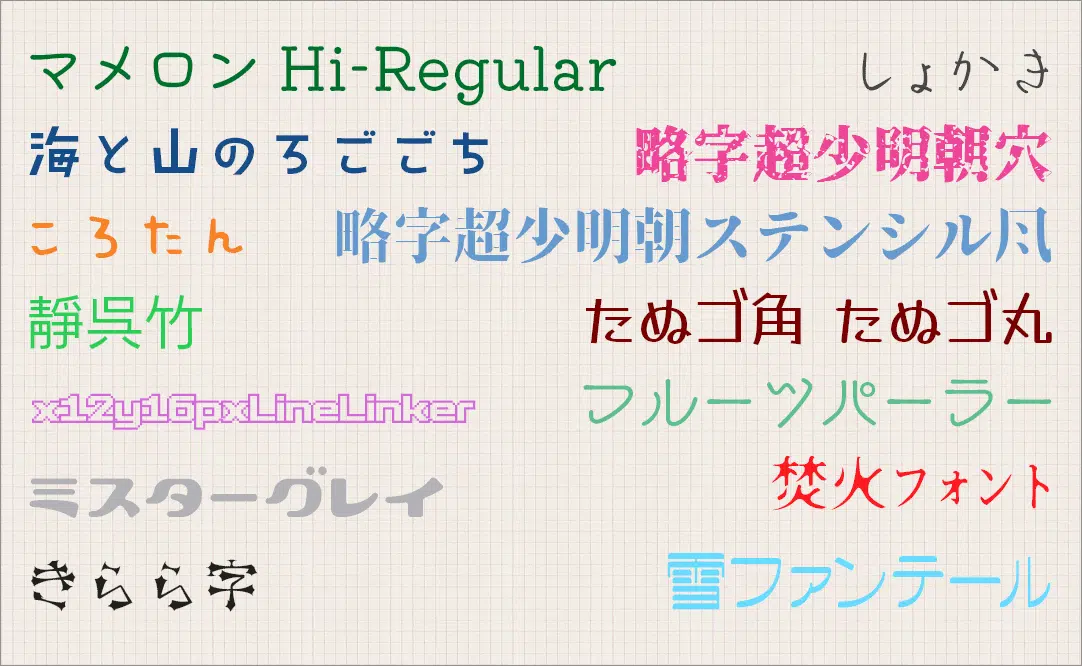 マメロン Hi-Regular
しょかき
海と山のろごごち
略字超少明朝穴
ころたん
略字超少明朝ステンシル风
靜呉竹
たぬゴ角 たぬゴ丸
x12y16pxLineLinker
フルーツパーラー
焚火フォント
ミスターグレイ
きらら字
雪ファンテール